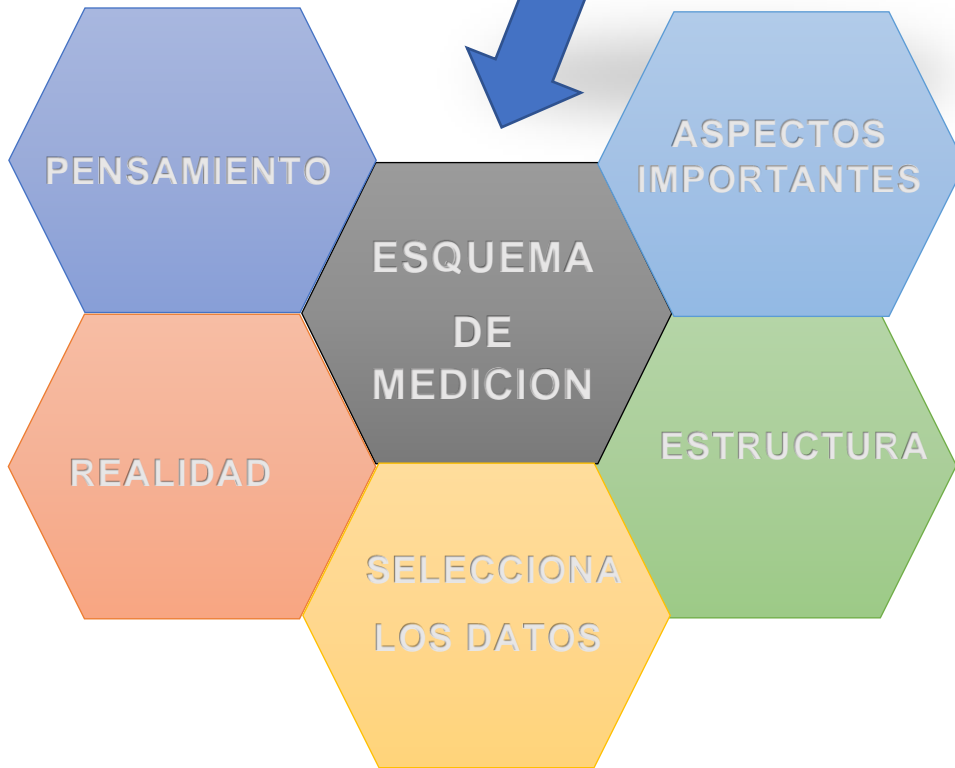 PENSAMIENTO
ASPECTOS
IMPORTANTES
ESQUEMA
DE
MEDICION
REALIDAD
ESTRUCTURA
SELECCIONA
LOS DATOS